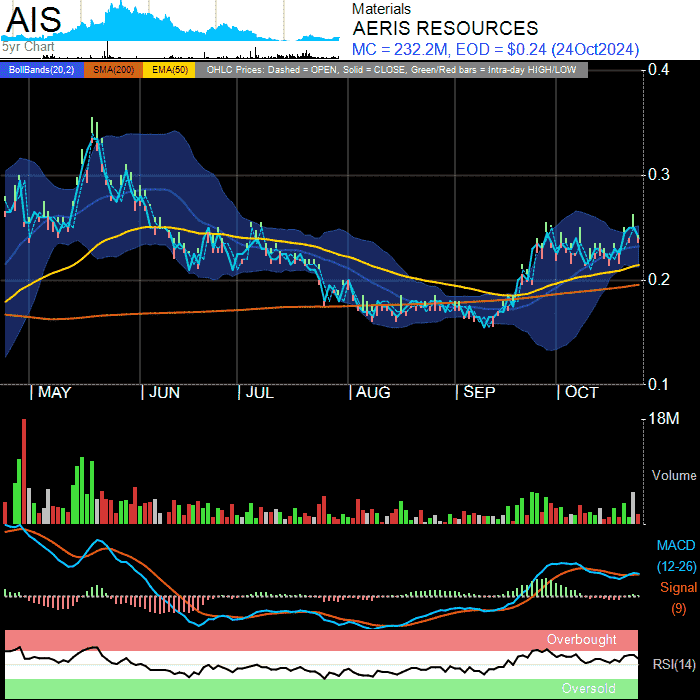 AIS
5yr Chart
Materials
AERIS RESOURCES
MC = 232.2M, EOD = $0.24 (24Oct2024)
BollBands(20,2) SMA(200) EMA(50) OHLC Prices: Dashed = OPEN, Solid = CLOSE, Green/Red bars = Intra-day HIGH/LOW
0.4
0.3
0.2
0.1
MAY JUN JUL AUG SEP OCT
18M
Volume
MACD
(12-26)
Signal
(9)
Overbought
RSI(14)
Oversold